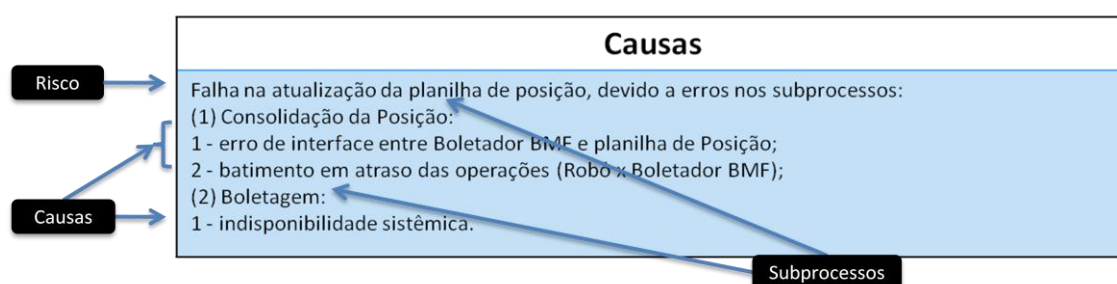 Causas
Risco
Falha na atualização da planilha de posição, devido a erros nos subprocessos:
(1) Consolidação da Posição:
1 - erro de interface entre Boletador BMF e planilha de Posição;
2 - batimento em atraso das operações (Robô x Boletador BMF);
(2) Boletagem:
Causas
1 - indisponibilidade sistêmica.
Subprocessos